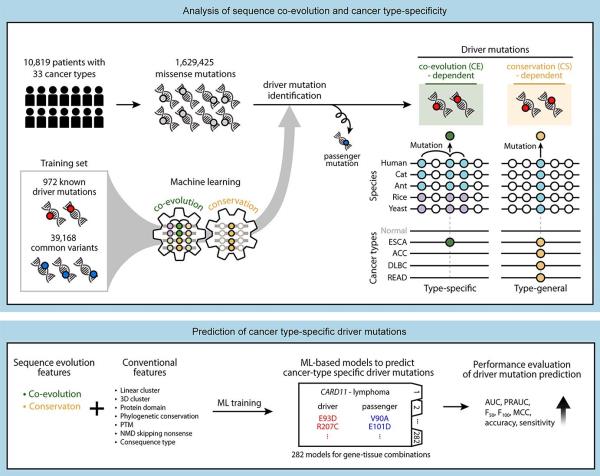 Analysis of sequence co-evolution and cancer type-specificity
10,819 patients with
33 cancer types
1,629,425
missense mutations
driver mutation
identification
passenger
mutation
Driver mutations
co-evolution (CE)
- dependent
conservation (CS)
- dependent
Mutation
Mutation
Species
Human
Cat
Ant
Rice
Yeast
Cancer types
Normal
ESCA
ACC
DLBC
READ
Type-specific
Type-general
Training set
972 known
driver mutations
39,168
common variants
Machine learning
co-evolution
conservation
Prediction of cancer type-specific driver mutations
Sequence evolution
features
• Co-evolution
• Conservaton
+
Conventional
features
• Linear cluster
• 3D cluster
• Protein domain
• Phylogenetic conservation
• PTM
• NMD skipping nonsense
• Consequence type
ML training
ML-based models to predict
cancer-type specific driver mutations
CARD11 - lymphoma
driver passenger
E93D V90A
R207C E101D
⋮ ⋮
1
2
...
282
282 models for gene-tissue combinations
Performance evaluation
of driver mutation prediction
AUC, PRAUC,
F50, F100, MCC,
accuracy, sensitivity